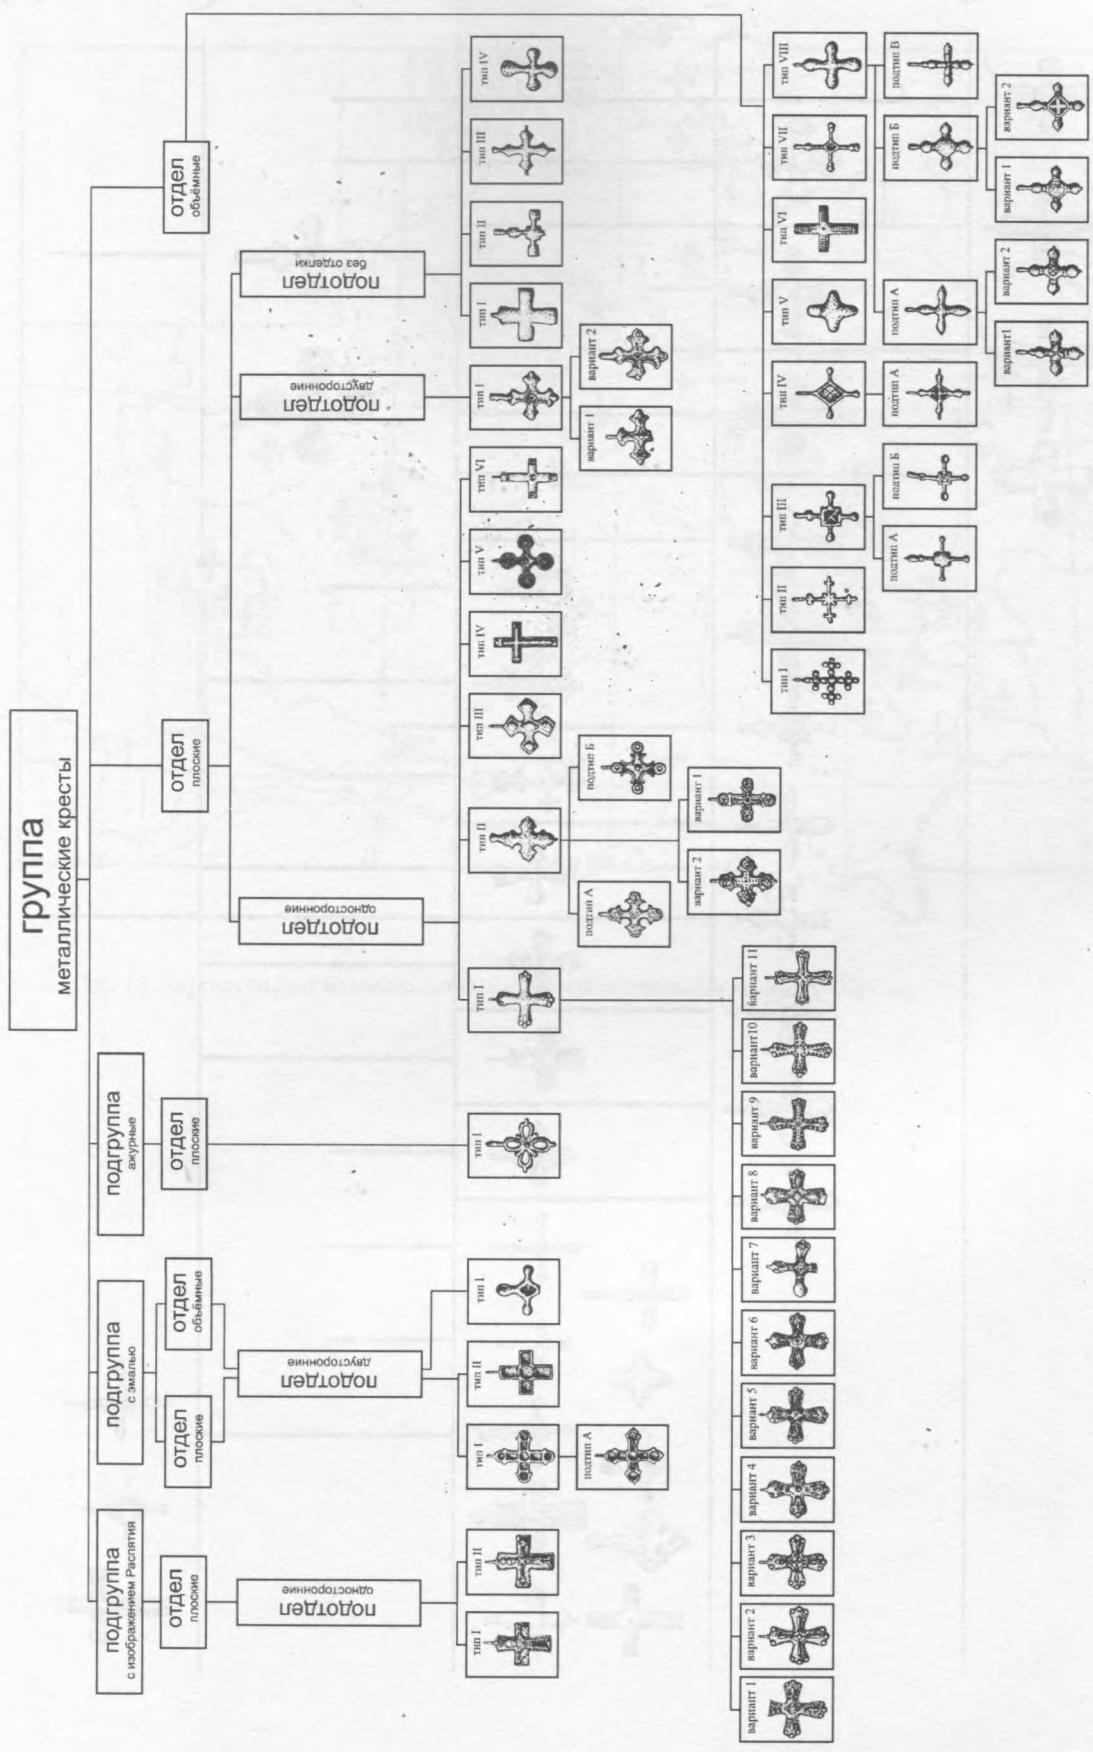 группа
металлические кресты
подгруппа
с изображением Распятия
подгруппа
с эмалью
подгруппа
ажурные
отдел
плоские
отдел
плоские
отдел
объёмные
отдел
плоские
отдел
плоские
отдел
объёмные
подотдел
односторонние
подотдел
двусторонние
подотдел
односторонние
подотдел
двусторонние
подотдел
без отделки
тип I
тип II
тип I
тип II
тип I
тип I
тип I
тип II
тип III
тип IV
тип V
тип VI
тип I
тип I
тип II
тип III
тип IV
подтип А
подтип А
подтип Б
вариант 1
вариант 2
вариант 2
вариант 1
вариант 1
вариант 2
вариант 3
вариант 4
вариант 5
вариант 6
вариант 7
вариант 8
вариант 9
вариант10
вариант 11
тип I
тип II
тип III
тип IV
тип V
тип VI
тип VII
тип VIII
подтип А
подтип Б
подтип А
подтип А
подтип Б
подтип В
вариант1
вариант 2
вариант 1
вариант 2